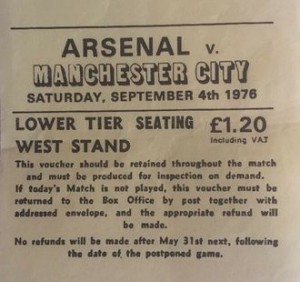 ARSENAL v.
MANCHESTER CITY
SATURDAY, SEPTEMBER 4th 1976
LOWER TIER SEATING £1.20
WEST STAND Including VAT
This voucher should be retained throughout the match
and must be produced for inspection on demand.
If today's Match is not played, this voucher must be
returned to the Box Office by post together with
addressed envelope, and the appropriate refund will
be made.
No refunds will be made after May 31st next, following
the date of the postponed game.